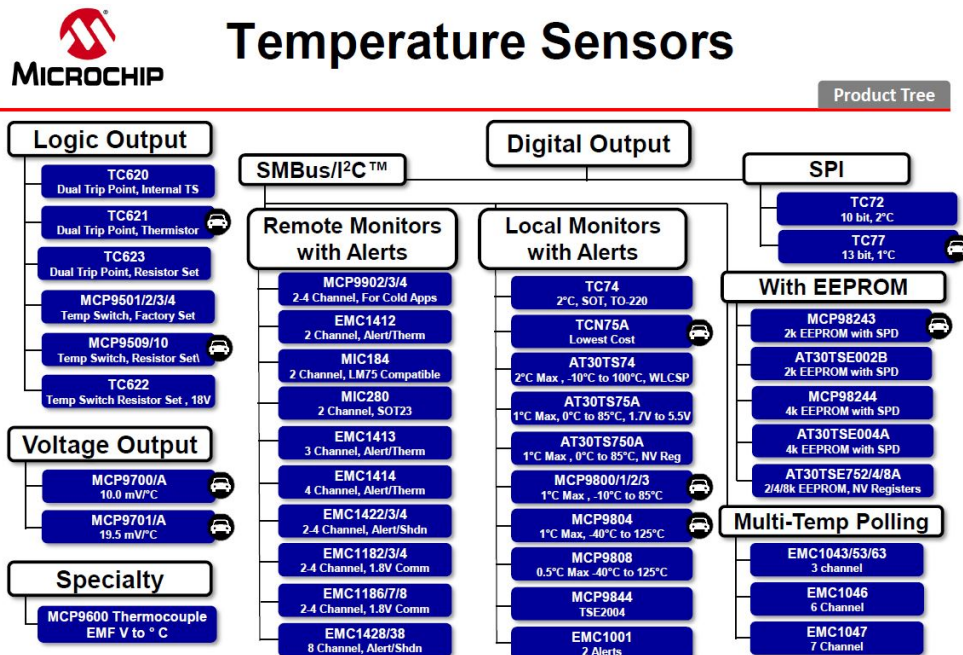 MICROCHIP
Temperature Sensors
Product Tree
Logic Output
TC620
Dual Trip Point, Internal TS
TC621
Dual Trip Point, Thermistor
TC623
Dual Trip Point, Resistor Set
MCP9501/2/3/4
Temp Switch, Factory Set
MCP9509/10
Temp Switch, Resistor Set\
TC622
Temp Switch Resistor Set , 18V
Voltage Output
MCP9700/A
10.0 mV/°C
MCP9701/A
19.5 mV/°C
Specialty
MCP9600 Thermocouple
EMF V to ° C
Digital Output
SMBus/I²C™
Remote Monitors
with Alerts
MCP9902/3/4
2-4 Channel, For Cold Apps
EMC1412
2 Channel, Alert/Therm
MIC184
2 Channel, LM75 Compatible
MIC280
2 Channel, SOT23
EMC1413
3 Channel, Alert/Therm
EMC1414
4 Channel, Alert/Therm
EMC1422/3/4
2-4 Channel, Alert/Shdn
EMC1182/3/4
2-4 Channel, 1.8V Comm
EMC1186/7/8
2-4 Channel, 1.8V Comm
EMC1428/38
8 Channel, Alert/Shdn
Local Monitors
with Alerts
TC74
2°C, SOT, TO-220
TCN75A
Lowest Cost
AT30TS74
2°C Max , -10°C to 100°C, WLCSP
AT30TS75A
1°C Max, 0°C to 85°C, 1.7V to 5.5V
AT30TS750A
1°C Max , 0°C to 85°C, NV Reg
MCP9800/1/2/3
1°C Max , -10°C to 85°C
MCP9804
1°C Max, -40°C to 125°C
MCP9808
0.5°C Max -40°C to 125°C
MCP9844
TSE2004
EMC1001
2 Alerts
SPI
TC72
10 bit, 2°C
TC77
13 bit, 1°C
With EEPROM
MCP98243
2k EEPROM with SPD
AT30TSE002B
2k EEPROM with SPD
MCP98244
4k EEPROM with SPD
AT30TSE004A
4k EEPROM with SPD
AT30TSE752/4/8A
2/4/8k EEPROM, NV Registers
Multi-Temp Polling
EMC1043/53/63
3 channel
EMC1046
6 Channel
EMC1047
7 Channel